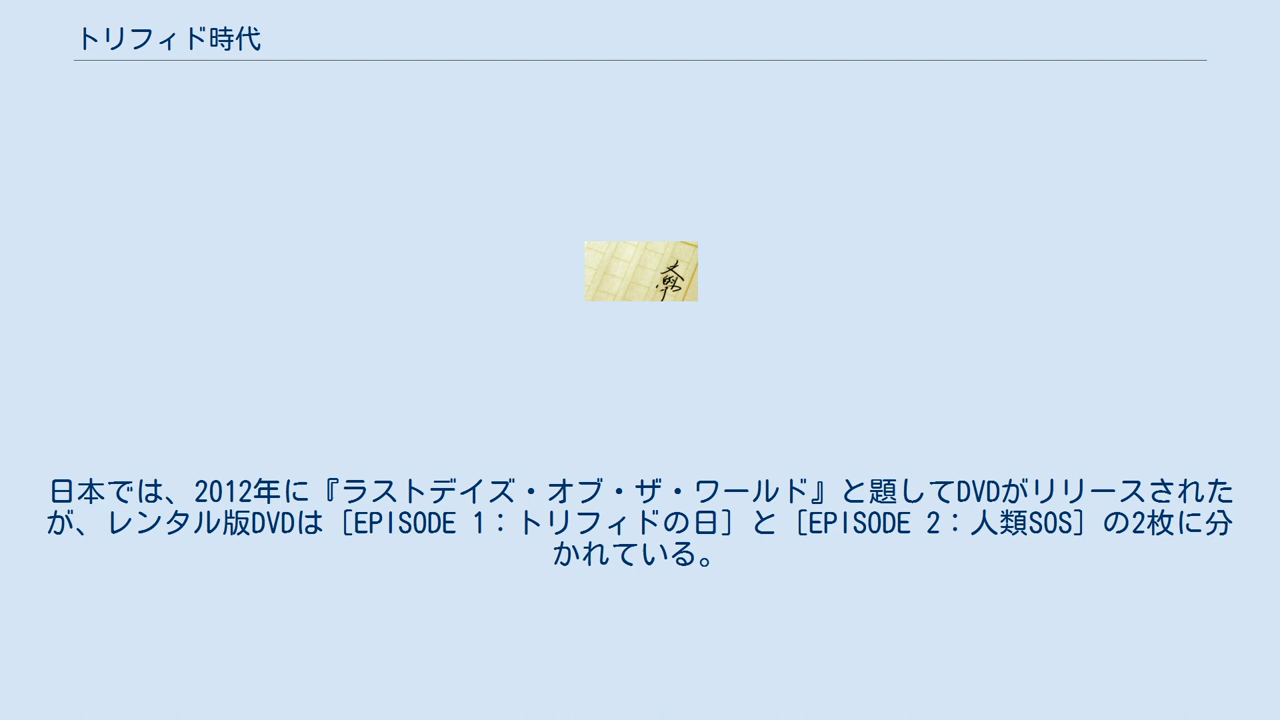 トリフィド時代
日本では、2012年に『ラストデイズ・オブ・ザ・ワールド』と題してDVDがリリースされた
が、レンタル版DVDは［EPISODE 1：トリフィドの日］と［EPISODE 2：人類SOS］の2枚に分
かれている。